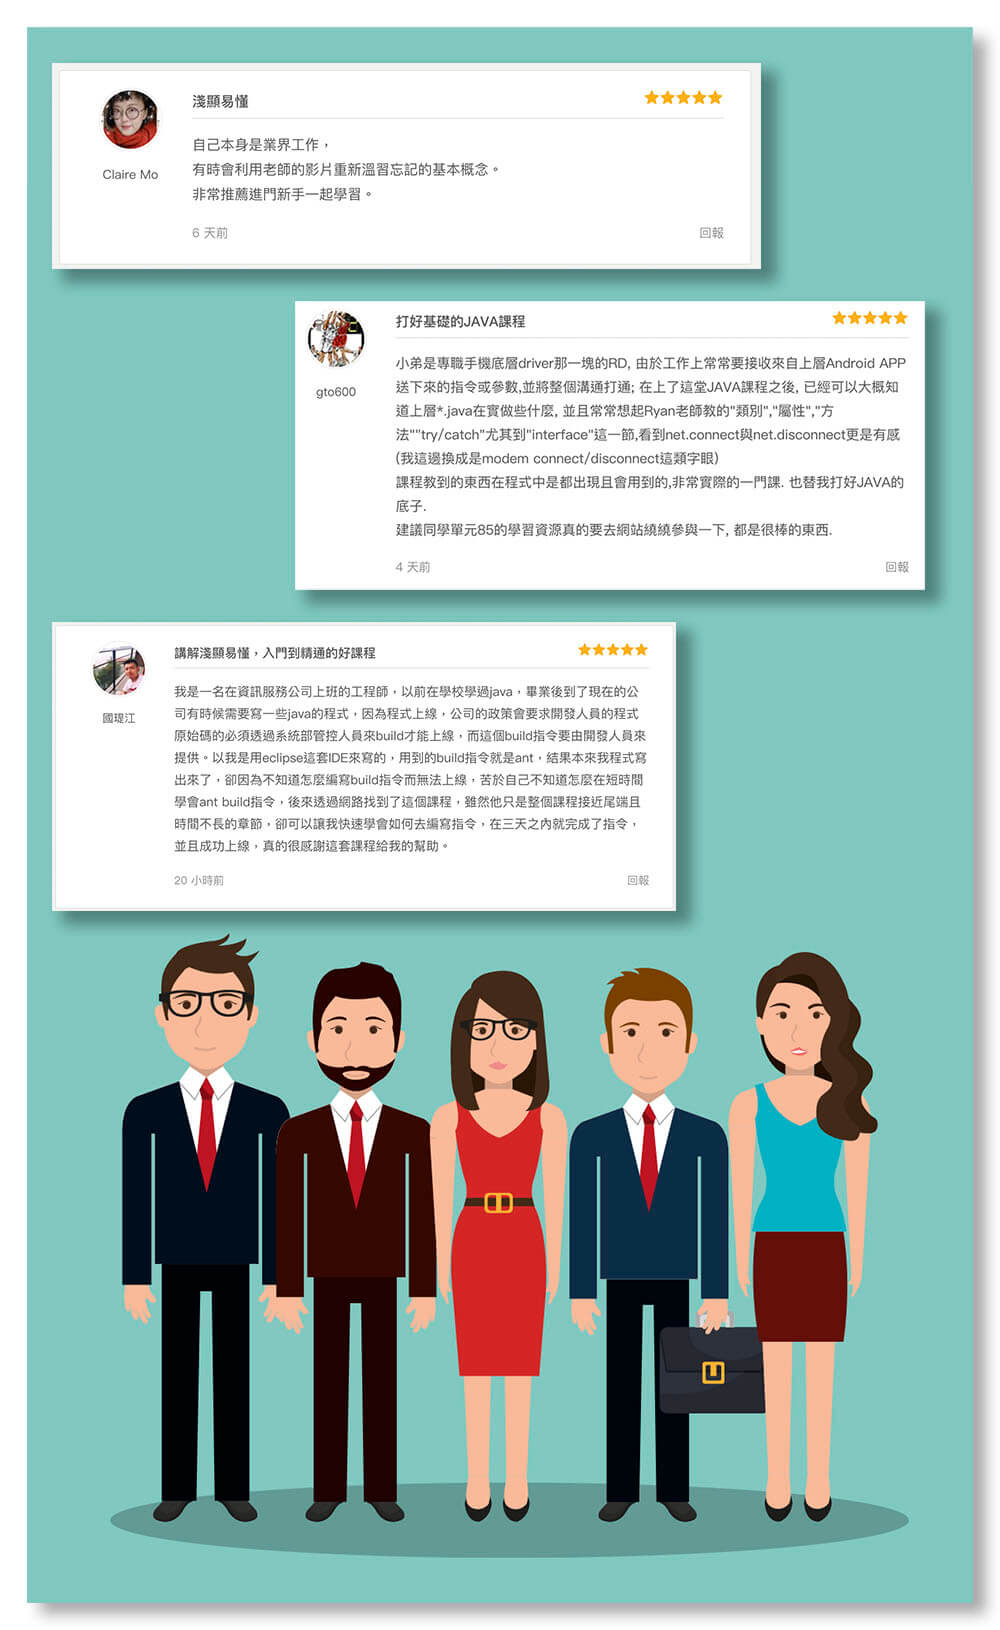 淺顯易懂
自己本身是業界工作，
有時會利用老師的影片重新溫習忘記的基本概念。
非常推薦進門新手一起學習。
Claire Mo
6 天前
回報
打好基礎的JAVA課程
小弟是專職手機底層driver那一塊的RD, 由於工作上常常要接收來自上層Android APP
送下來的指令或參數,並將整個溝通打通; 在上了這堂JAVA課程之後, 已經可以大概知
道上層*.java在實做些什麼, 並且常常想起Ryan老師教的"類別","屬性","方
法""try/catch"尤其到"interface"這一節,看到net.connect與net.disconnect更是有感
(我這邊換成是modem connect/disconnect這類字眼)
課程教到的東西在程式中是都出現且會用到的,非常實際的一門課. 也替我打好JAVA的
底子.
建議同學單元85的學習資源真的要去網站繞繞參與一下, 都是很棒的東西.
gto600
4 天前
回報
講解淺顯易懂，入門到精通的好課程
我是一名在資訊服務公司上班的工程師，以前在學校學過java，畢業後到了現在的公
司有時候需要寫一些java的程式，因為程式上線，公司的政策會要求開發人員的程式
原始碼的必須透過系統部管控人員來build才能上線，而這個build指令要由開發人員來
提供。以我是用eclipse這套IDE來寫的，用到的build指令就是ant，結果本來我程式寫
出來了，卻因為不知道怎麼編寫build指令而無法上線，苦於自己不知道怎麼在短時間
學會ant build指令，後來透過網路找到了這個課程，雖然他只是整個課程接近尾端且
時間不長的章節，卻可以讓我快速學會如何去編寫指令，在三天之內就完成了指令，
並且成功上線，真的很感謝這套課程給我的幫助。
國瑅江
20 小時前
回報